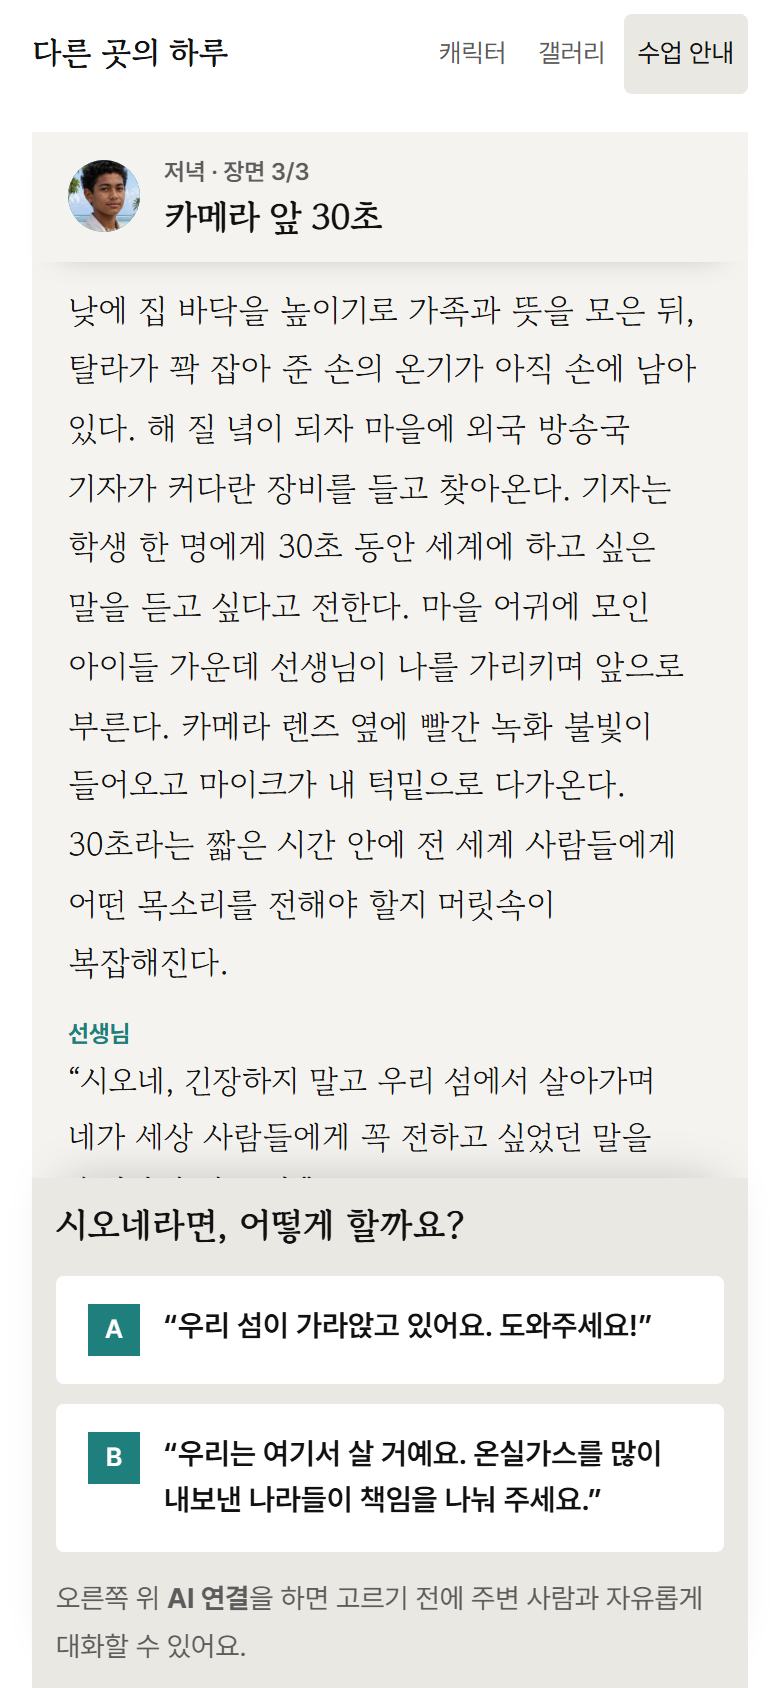 다른 곳의 하루
캐릭터 갤러리 수업 안내
저녁 · 장면 3/3
카메라 앞 30초
낮에 집 바닥을 높이기로 가족과 뜻을 모은 뒤,
탈라가 꽉 잡아 준 손의 온기가 아직 손에 남아
있다. 해 질 녘이 되자 마을에 외국 방송국
기자가 커다란 장비를 들고 찾아온다. 기자는
학생 한 명에게 30초 동안 세계에 하고 싶은
말을 듣고 싶다고 전한다. 마을 어귀에 모인
아이들 가운데 선생님이 나를 가리키며 앞으로
부른다. 카메라 렌즈 옆에 빨간 녹화 불빛이
들어오고 마이크가 내 턱밑으로 다가온다.
30초라는 짧은 시간 안에 전 세계 사람들에게
어떤 목소리를 전해야 할지 머릿속이
복잡해진다.
선생님
“시오네, 긴장하지 말고 우리 섬에서 살아가며
네가 세상 사람들에게 꼭 전하고 싶었던 말을
시오네라면, 어떻게 할까요?
A “우리 섬이 가라앉고 있어요. 도와주세요!”
B “우리는 여기서 살 거예요. 온실가스를 많이
내보낸 나라들이 책임을 나눠 주세요.”
오른쪽 위 AI 연결을 하면 고르기 전에 주변 사람과 자유롭게
대화할 수 있어요.